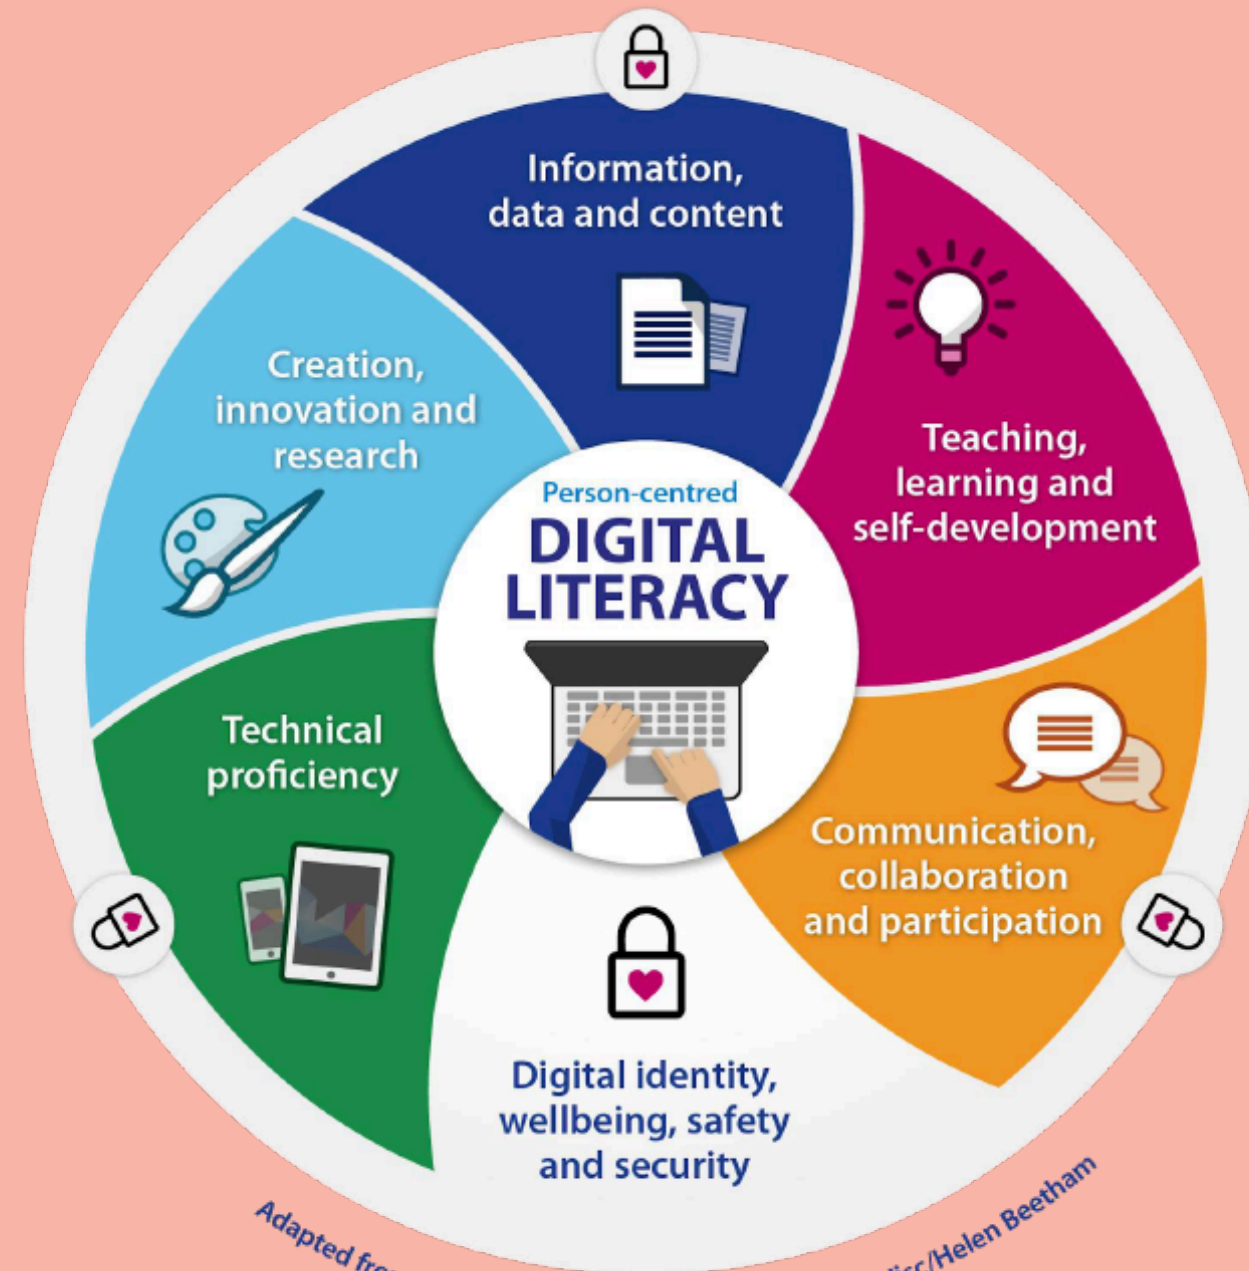 Information,
data and content
Teaching,
learning and
self-development
Communication,
collaboration
and participation
Digital identity,
wellbeing, safety
and security
Technical
proficiency
Creation,
innovation and
research
Person-centred
DIGITAL
LITERACY
Adapted
Helen Beetham